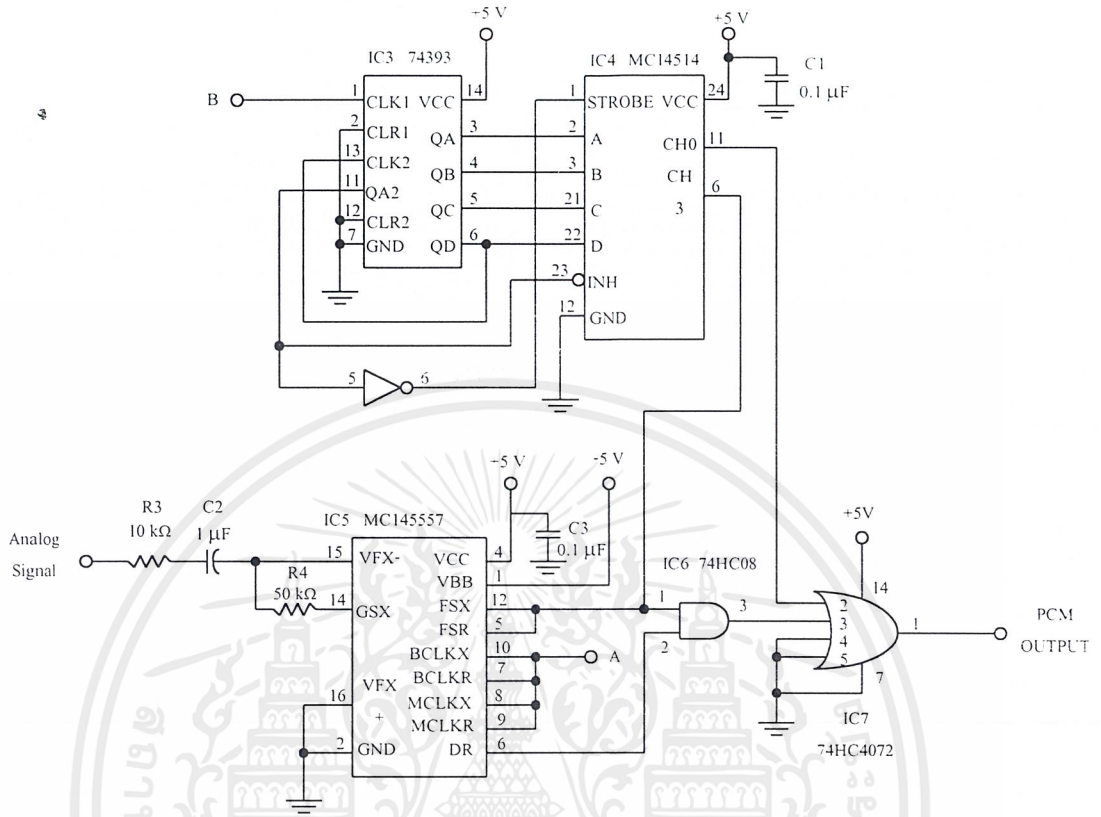 +5 V
IC3 74393
14
1 CLK1 VCC
B
2 CLR1
QA 3
13 CLK2
QB 4
11 QA2
QC 5
12 CLR2
7 GND
QD 6
+5 V
IC4 MC14514
C1
0.1 µF
1 STROBE VCC 24
2 A
CH0 11
3 B
CH 6
3
21 C
22 D
23 INH
12 GND
5 6
+5 V
-5 V
R3
10 kΩ
C2
1 µF
Analog
Signal
IC5 MC145557
C3
0.1 µF
15 VFX-
VCC 4
R4
50 kΩ
VBB 1
14 GSX
FSX 12
FSR 5
BCLKX 10
A
BCLKR 7
16 VFX
+
MCLKX 8
MCLKR 9
2 GND
DR 6
IC6 74HC08
1
2
3
+5V
14
2
3
4
5
1
7
PCM
OUTPUT
IC7
74HC4072